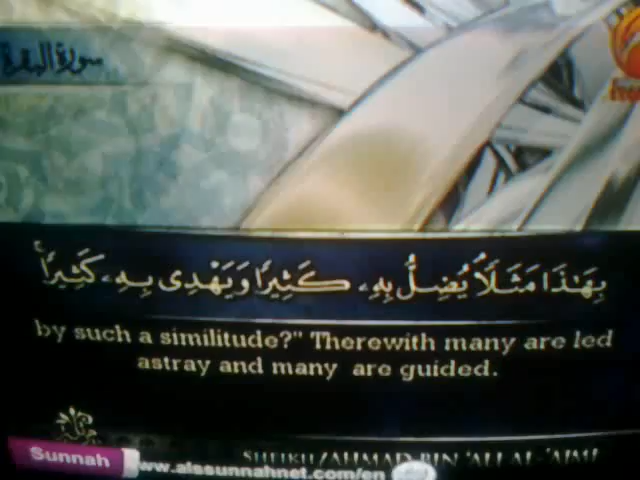 سورة البقرة
بِهَٰذَا مَثَلًا ۘ يُضِلُّ بِهِۦ كَثِيرًا وَيَهْدِى بِهِۦ كَثِيرًا ۚ
by such a similitude?" Therewith many are led
astray and many are guided.
SHEIKH/AHMAD BIN 'ALI AL-'AJMI
Sunnah
www.alssunnahnet.com/en